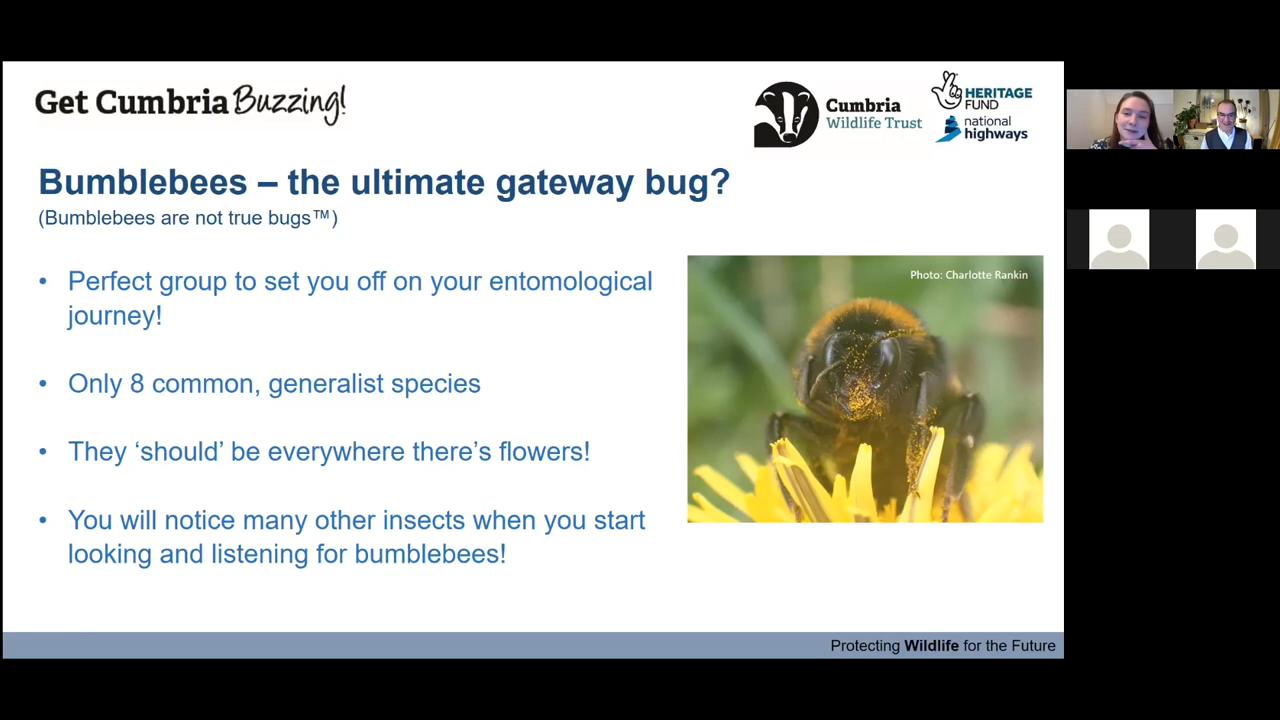 Get Cumbria Buzzing!
Cumbria
Wildlife Trust
HERITAGE
FUND
national
highways
Bumblebees – the ultimate gateway bug?
(Bumblebees are not true bugs™)
• Perfect group to set you off on your entomological
journey!
• Only 8 common, generalist species
• They ‘should’ be everywhere there’s flowers!
• You will notice many other insects when you start
looking and listening for bumblebees!
Photo: Charlotte Rankin
Protecting Wildlife for the Future